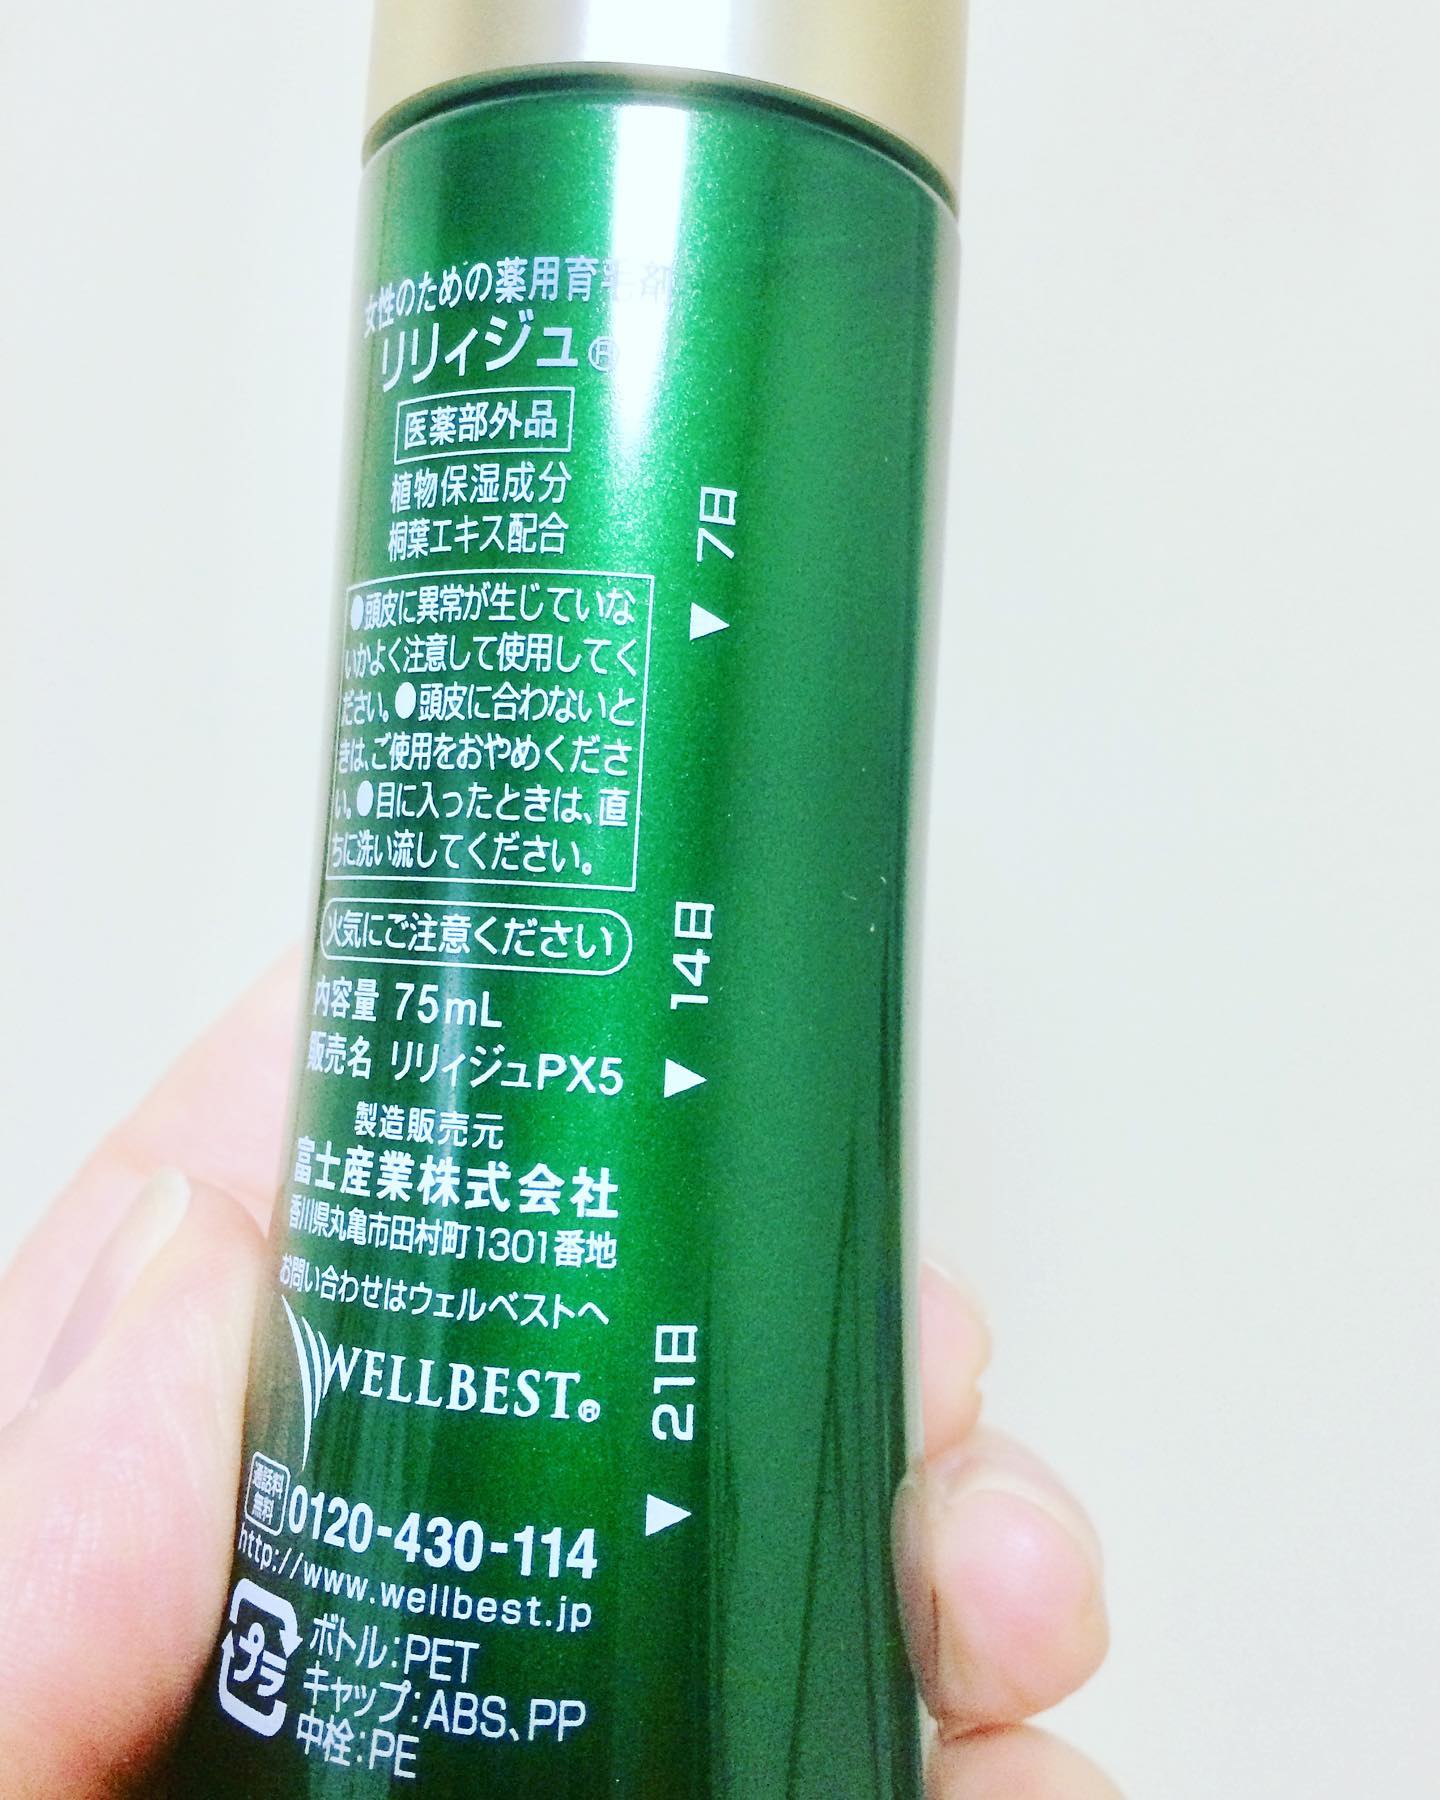 女性のための薬用育毛剤
リリィジュ®
医薬部外品
植物保湿成分
桐葉エキス配合
●頭皮に異常が生じていな
いかよく注意して使用してく
ださい。●頭皮に合わないと
きは、ご使用をおやめくださ
い。●目に入ったときは、直
ちに洗い流してください。
火気にご注意ください
内容量 75mL
販売名 リリィジュPX5
製造販売元
富士産業株式会社
香川県丸亀市田村町1301番地
お問い合わせはウェルベストへ
WELLBEST®
通話料
無料
0120-430-114
http://www.wellbest.jp
プラ
ボトル:PET
キャップ:ABS、PP
中栓:PE
7日
14日
21日